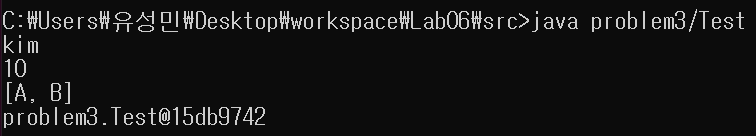 C:₩Users₩유성민₩Desktop₩workspace₩Lab06₩src>java problem3/Test
kim
10
[A, B]
problem3.Test@15db9742